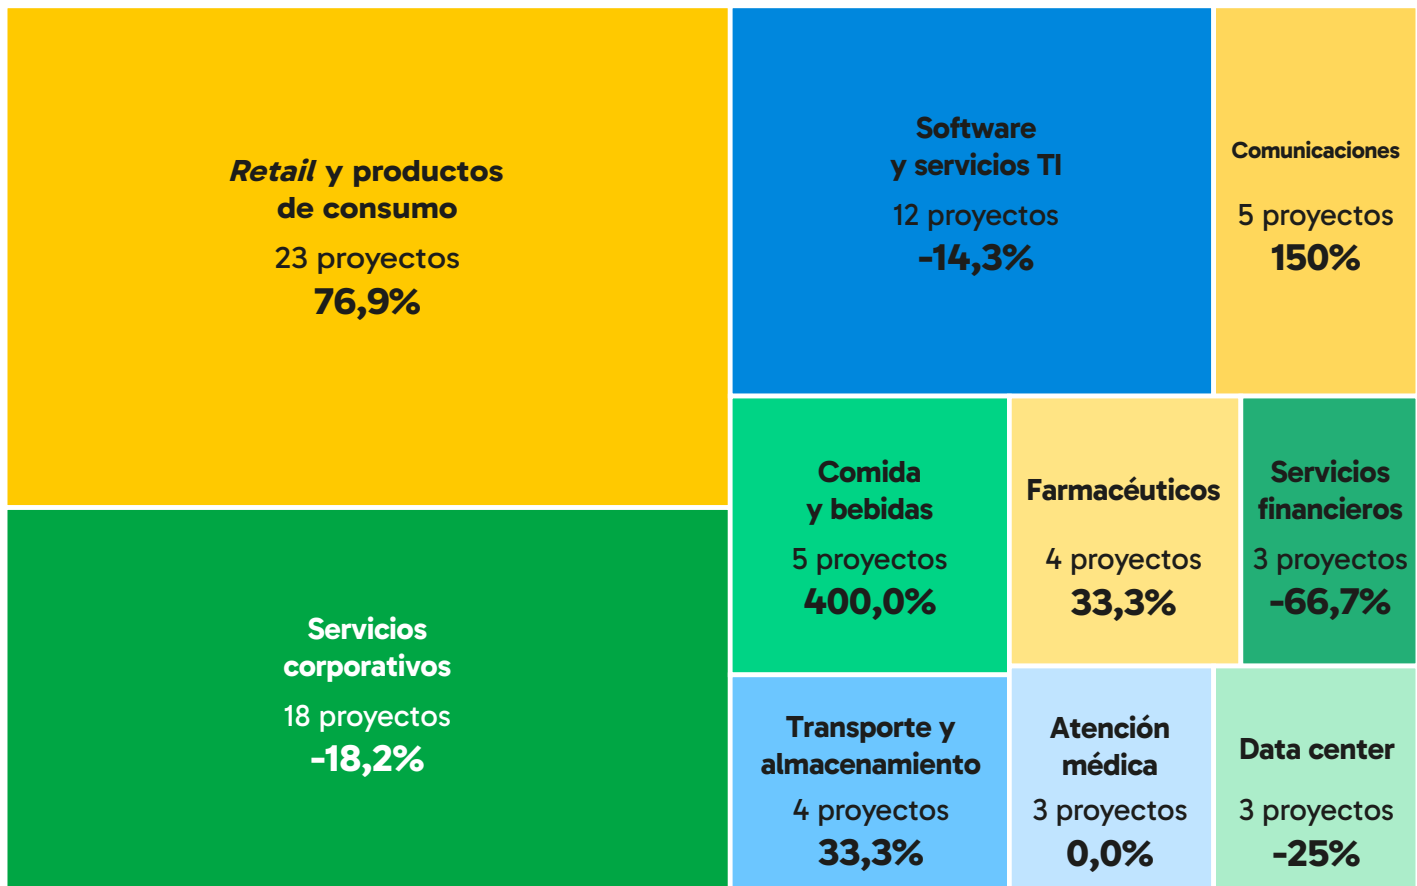 Retail y productos
de consumo
23 proyectos
76,9%
Servicios
corporativos
18 proyectos
-18,2%
Software
y servicios TI
12 proyectos
-14,3%
Comunicaciones
5 proyectos
150%
Comida
y bebidas
5 proyectos
400,0%
Farmacéuticos
4 proyectos
33,3%
Servicios
financieros
3 proyectos
-66,7%
Transporte y
almacenamiento
4 proyectos
33,3%
Atención
médica
3 proyectos
0,0%
Data center
3 proyectos
-25%